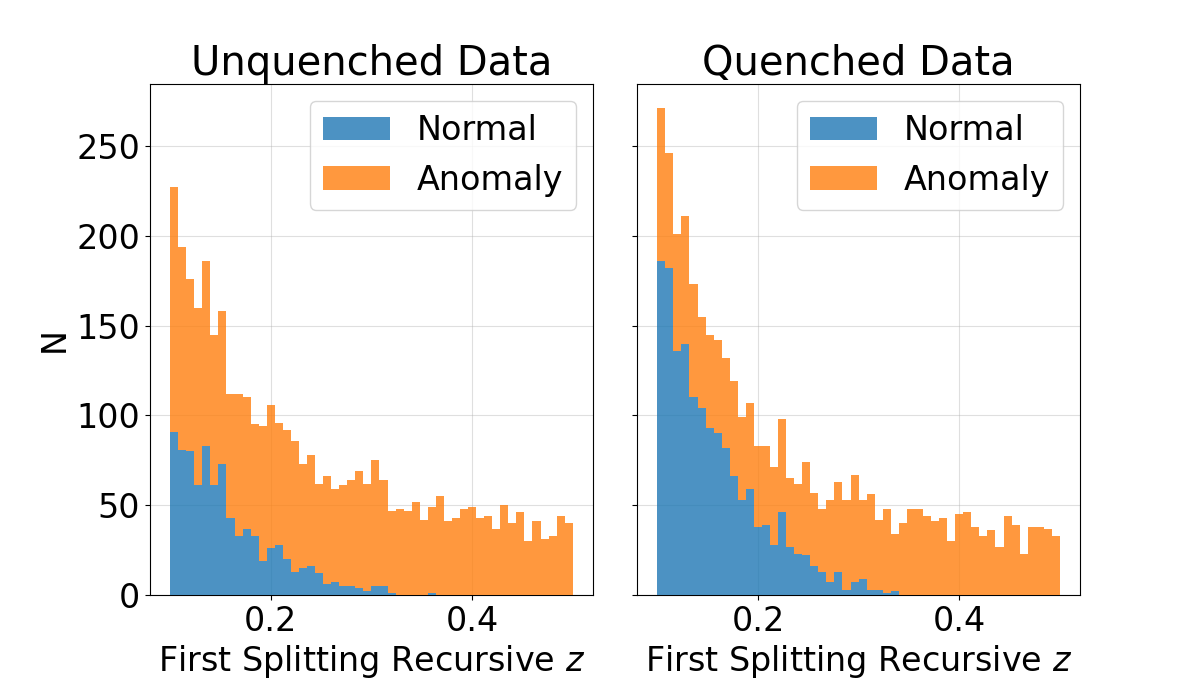 Unquenched Data
Quenched Data
Normal
Anomaly
Normal
Anomaly
N
250
200
150
100
50
0
0.2
0.4
0.2
0.4
First Splitting Recursive z
First Splitting Recursive z